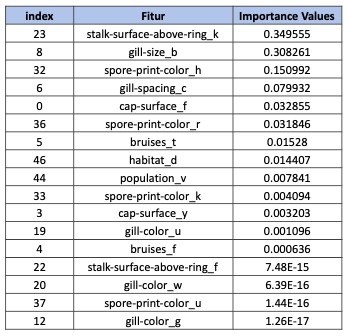 index Fitur Importance Values
23 stalk-surface-above-ring_k 0.349555
8 gill-size_b 0.308261
32 spore-print-color_h 0.150992
6 gill-spacing_c 0.079932
0 cap-surface_f 0.032855
36 spore-print-color_r 0.031846
5 bruises_t 0.01528
46 habitat_d 0.014407
44 population_v 0.007841
33 spore-print-color_k 0.004094
3 cap-surface_y 0.003203
19 gill-color_u 0.001096
4 bruises_f 0.000636
22 stalk-surface-above-ring_f 7.48E-15
20 gill-color_w 6.39E-16
37 spore-print-color_u 1.44E-16
12 gill-color_g 1.26E-17